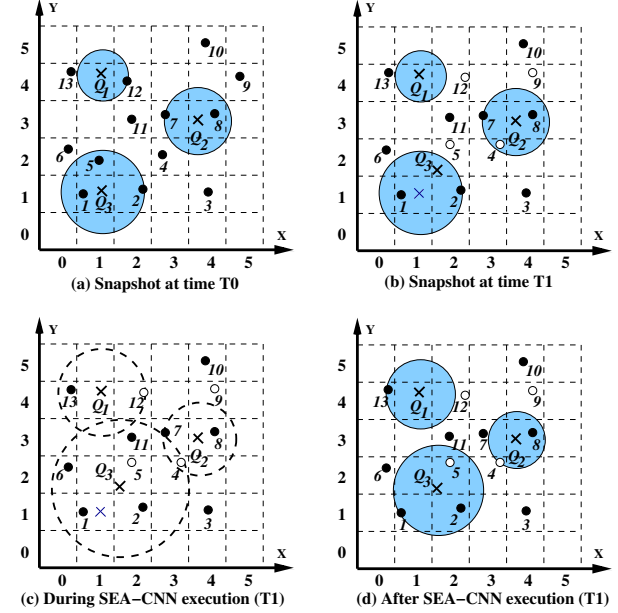 Y Y
5 10 5 10
4 13 Q1 12 9 4 13 Q1 12 9
3 11 7 Q2 8 3 11 7 Q2 8
2 6 5 4 2 6 Q3 5 4
1 1 Q3 2 3 1 1 2 3
0 X 0 X
0 1 2 3 4 5 0 1 2 3 4 5
(a) Snapshot at time T0 (b) Snapshot at time T1
Y Y
5 10 5 10
4 13 Q1 12 9 4 13 Q1 12 9
3 11 7 Q2 8 3 11 7 Q2 8
2 6 Q3 5 4 2 6 Q3 5 4
1 1 2 3 1 1 2 3
0 X 0 X
0 1 2 3 4 5 0 1 2 3 4 5
(c) During SEA−CNN execution (T1) (d) After SEA−CNN execution (T1)